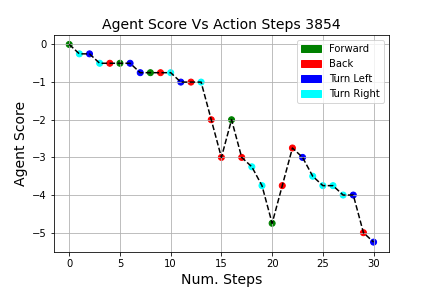 Agent Score Vs Action Steps 3854
Forward
Back
Turn Left
Turn Right
0
−1
−2
−3
−4
−5
Agent Score
0
5
10
15
20
25
30
Num. Steps